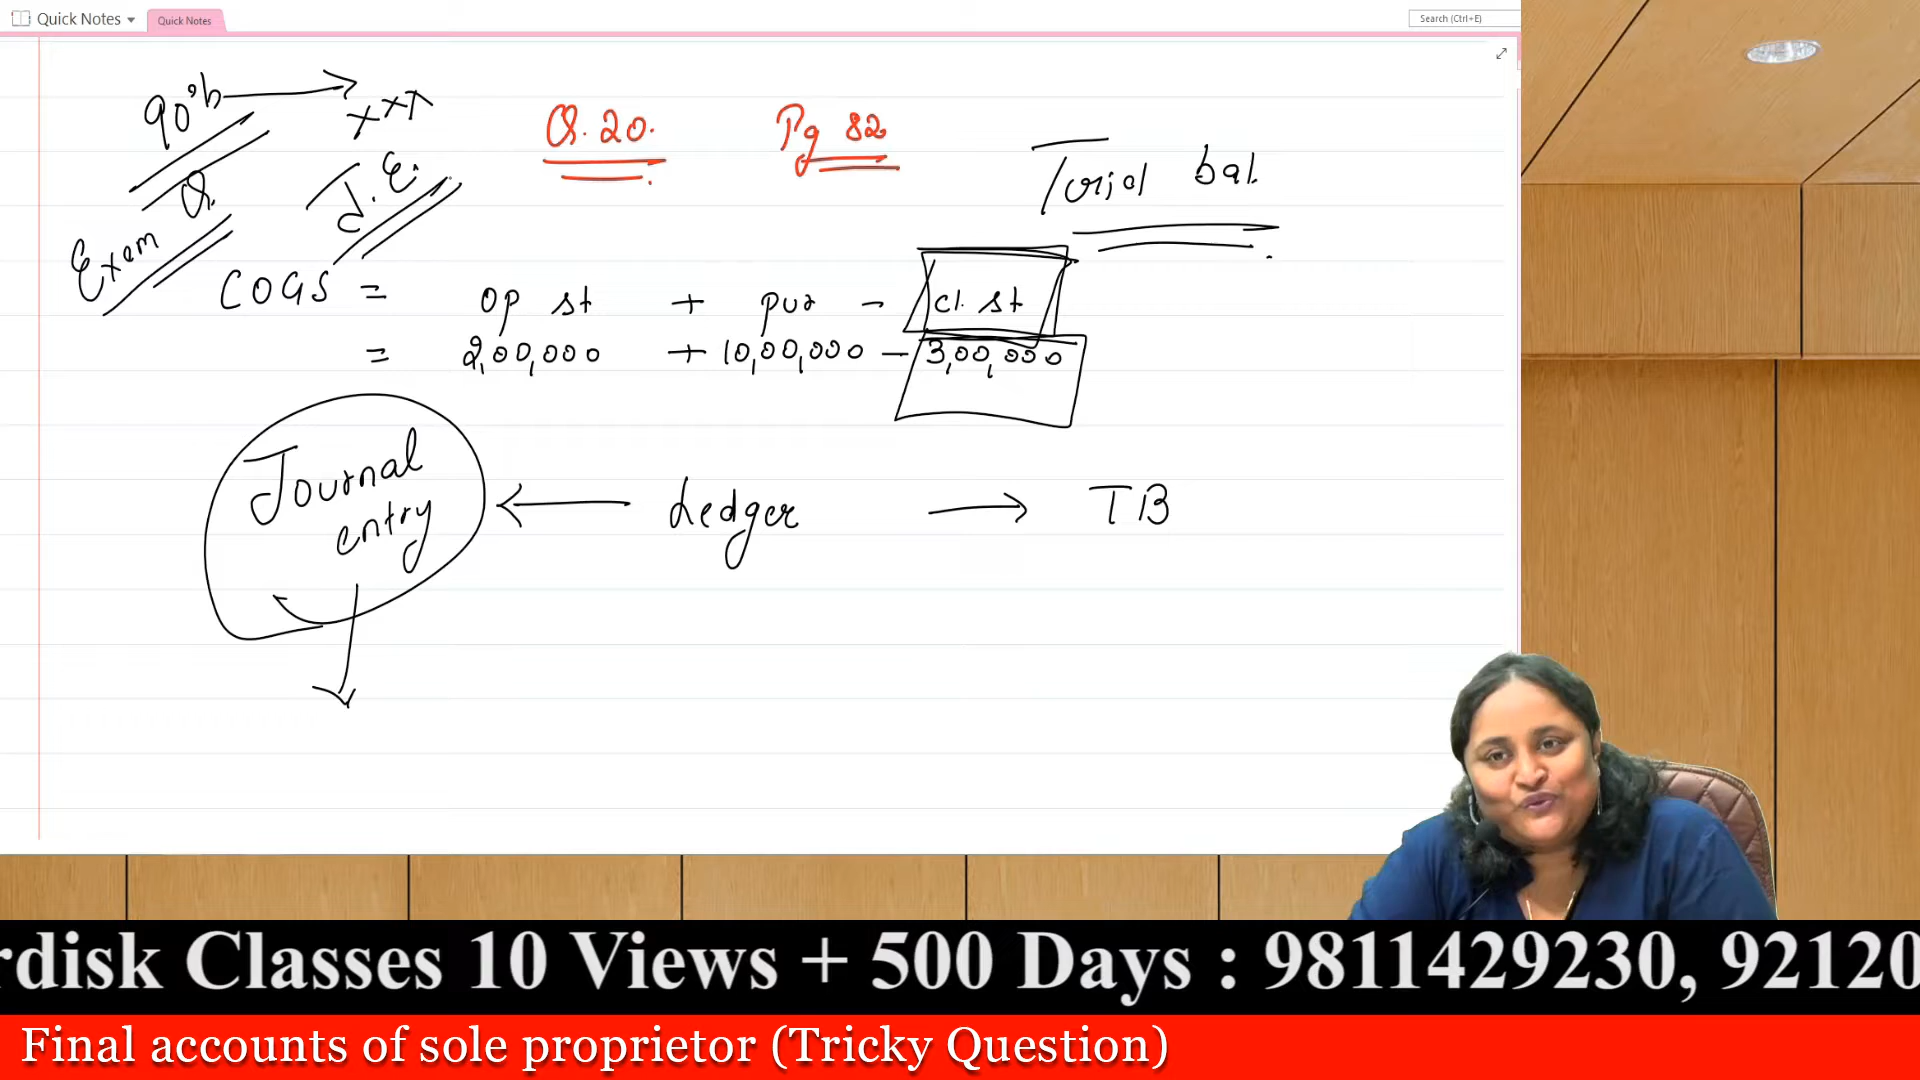 Quick Notes
Quick Notes
Search (Ctrl+E)
90% → xxx
Q. 20. Pg 82
Trial bal.
Exam Q.
J.E.
COGS = Op st + pur - cl. st
= 2,00,000 + 10,00,000 - 3,00,000
Journal entry ← Ledger → TB
rdisk Classes 10 Views + 500 Days : 9811429230, 92120
Final accounts of sole proprietor (Tricky Question)